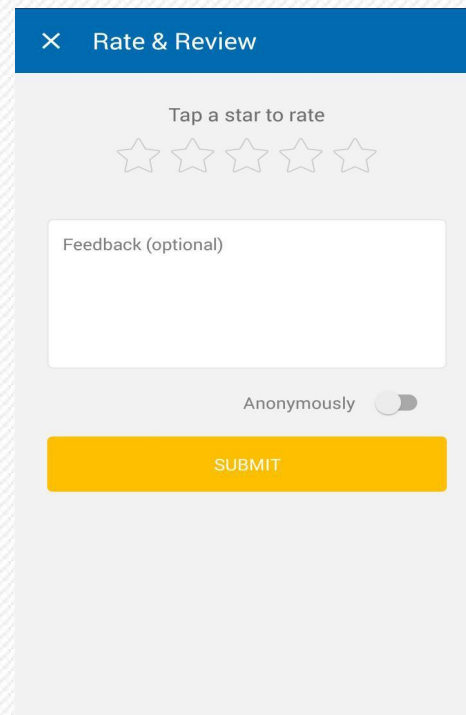 Rate & Review
Tap a star to rate
Feedback (optional)
Anonymously
SUBMIT